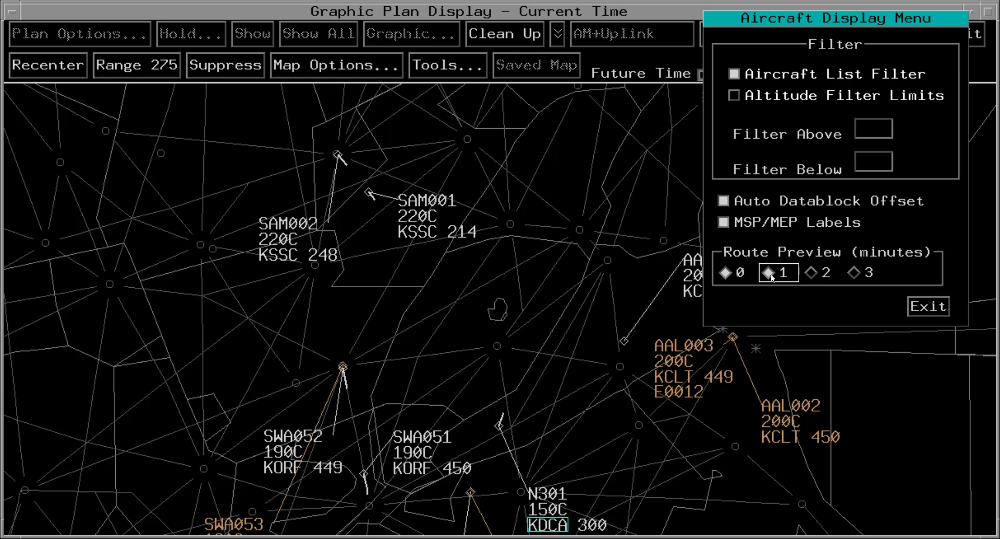 Graphic Plan Display - Current Time
Plan Options... Hold... Show Show All Graphic... Clean Up AM+Uplink it
Recenter Range 275 Suppress Map Options... Tools... Saved Map Future Time
Aircraft Display Menu
Filter
Aircraft List Filter
Altitude Filter Limits
Filter Above
Filter Below
Auto Datablock Offset
MSP/MEP Labels
Route Preview (minutes)
0 1 2 3
Exit
SAM001
220C
KSSC 214
SAM002
220C
KSSC 248
AA
20
KC
AAL003
200C
KCLT 449
E0012
AAL002
200C
KCLT 450
SWA052
190C
KORF 449
SWA051
190C
KORF 450
N301
150C
KDCA 300
SWA053